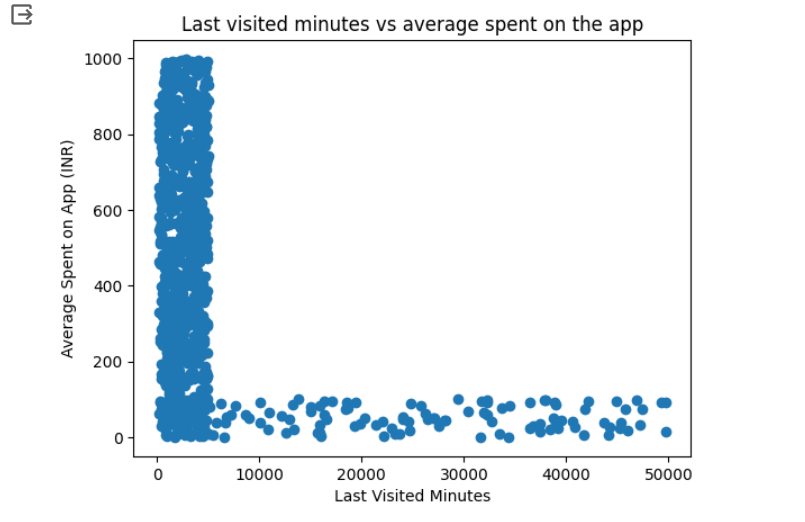 Last visited minutes vs average spent on the app
1000
800
600
400
200
0
Average Spent on App (INR)
0 10000 20000 30000 40000 50000
Last Visited Minutes